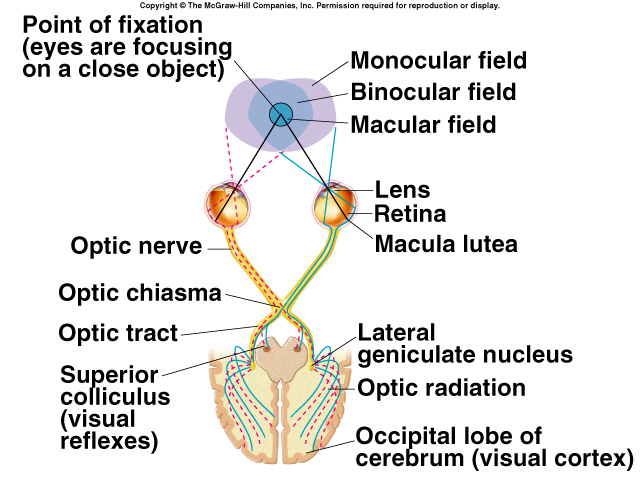 Copyright © The McGraw-Hill Companies, Inc. Permission required for reproduction or display.
Point of fixation
(eyes are focusing
on a close object)
Monocular field
Binocular field
Macular field
Lens
Retina
Macula lutea
Optic nerve
Optic chiasma
Optic tract
Lateral
geniculate nucleus
Superior
colliculus
(visual
reflexes)
Optic radiation
Occipital lobe of
cerebrum (visual cortex)